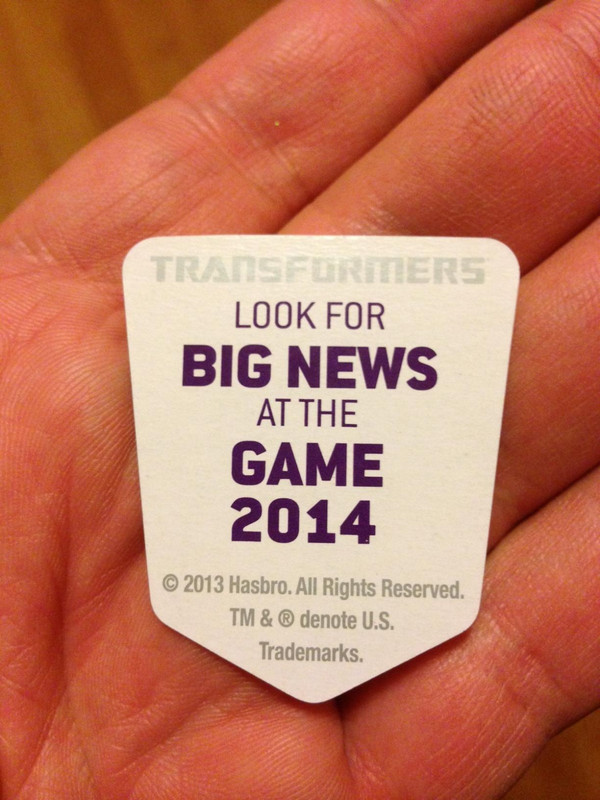 TRANSFORMERS
LOOK FOR
BIG NEWS
AT THE
GAME
2014
© 2013 Hasbro. All Rights Reserved.
TM & ® denote U.S.
Trademarks.